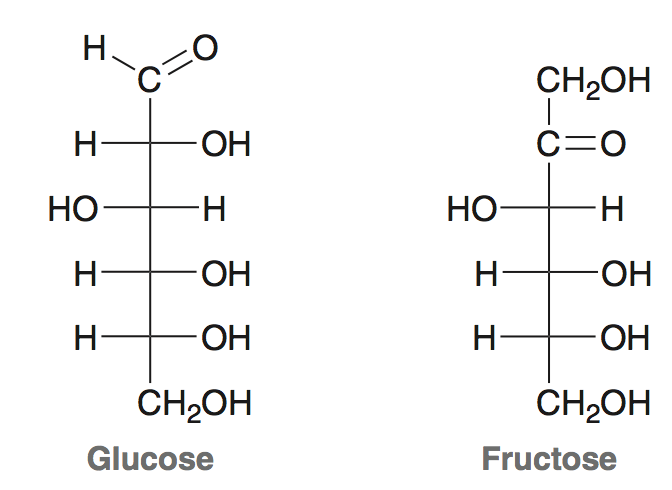 H O
C
H OH
HO H
H OH
H OH
CH₂OH
Glucose
CH₂OH
C O
HO H
H OH
H OH
CH₂OH
Fructose